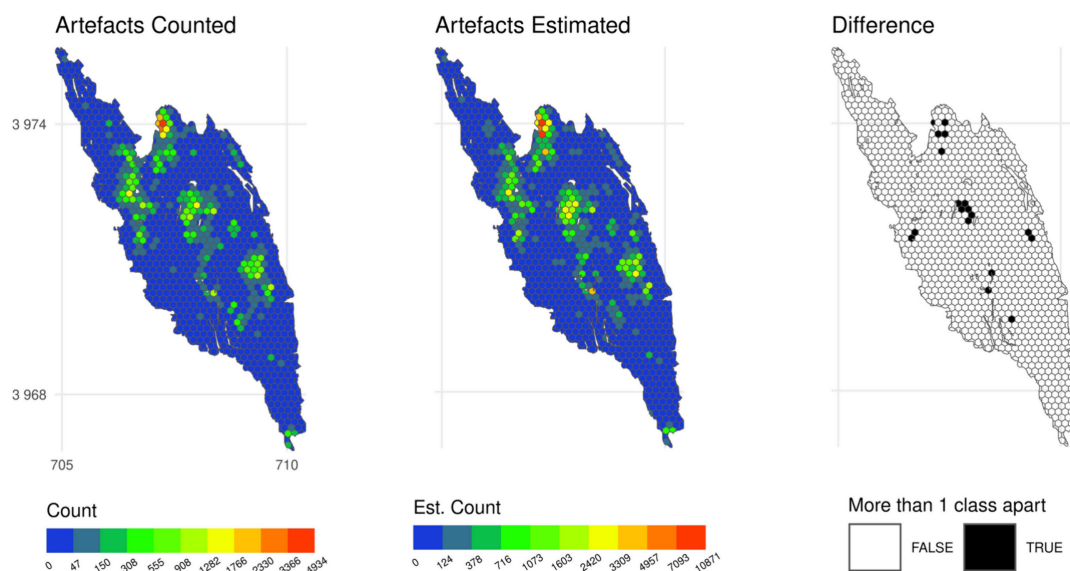 Artefacts Counted
Artefacts Estimated
Difference
3 974
3 968
705
710
Count
0 47 150 308 555 908 1282 1766 2330 3366 4934
Est. Count
0 124 378 716 1073 1603 2420 3309 4957 7093 10871
More than 1 class apart
FALSE
TRUE